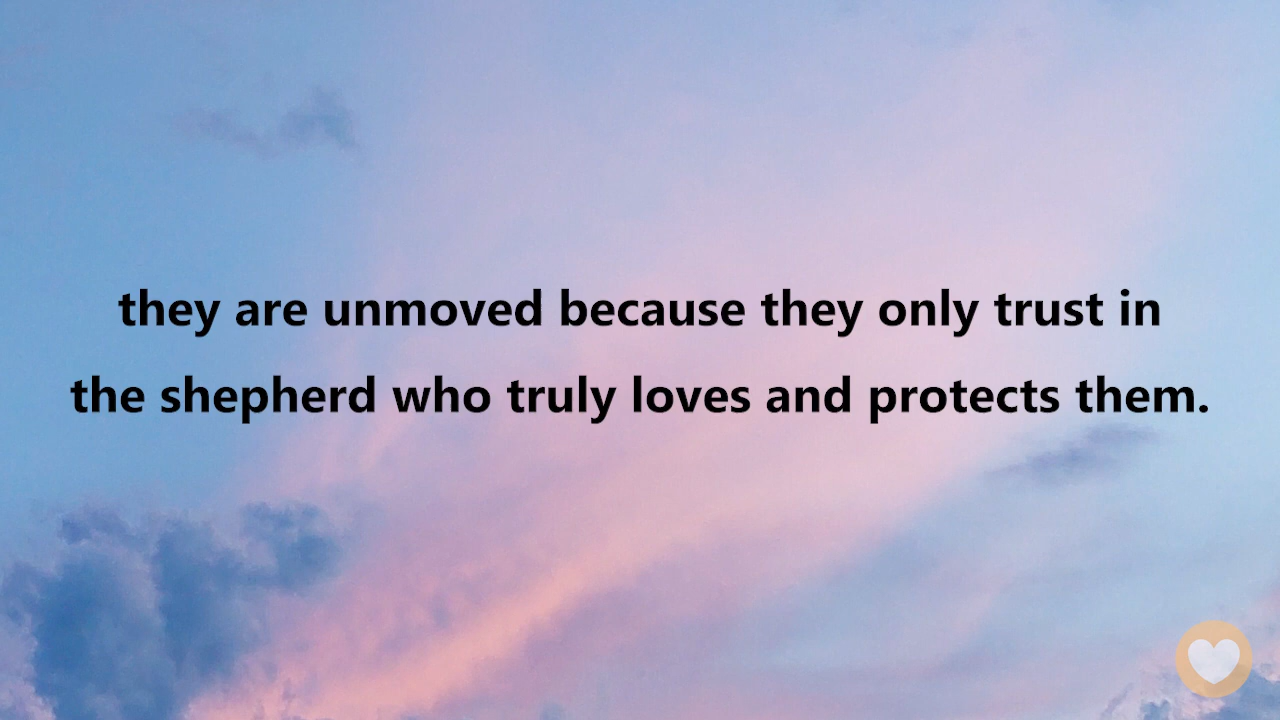 they are unmoved because they only trust in
the shepherd who truly loves and protects them.